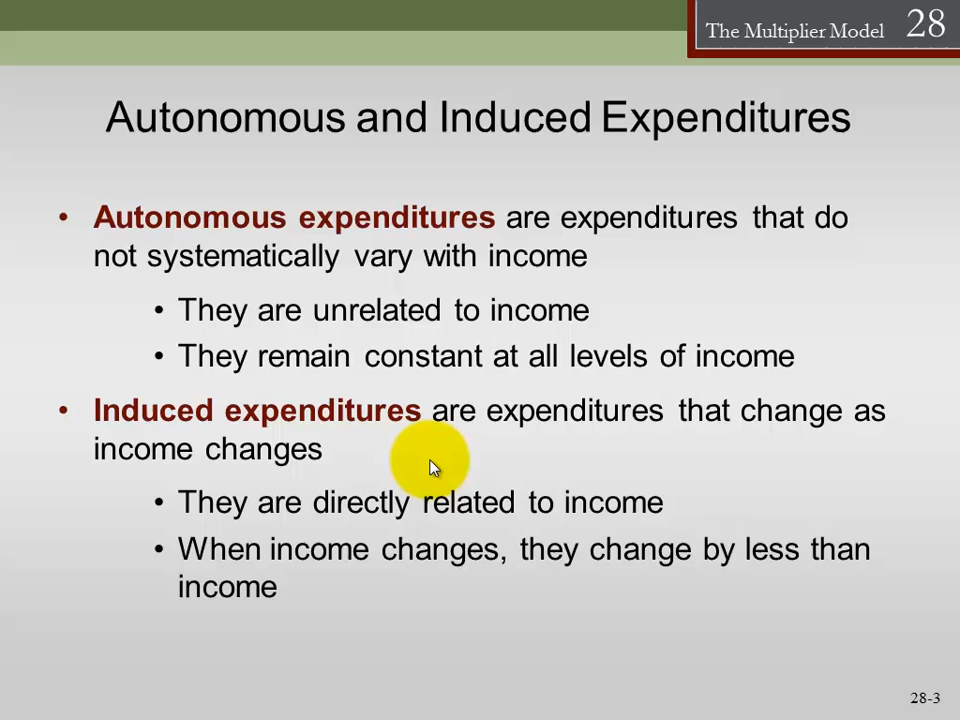 The Multiplier Model 28
Autonomous and Induced Expenditures
• Autonomous expenditures are expenditures that do
not systematically vary with income
• They are unrelated to income
• They remain constant at all levels of income
• Induced expenditures are expenditures that change as
income changes
• They are directly related to income
• When income changes, they change by less than
income
28-3